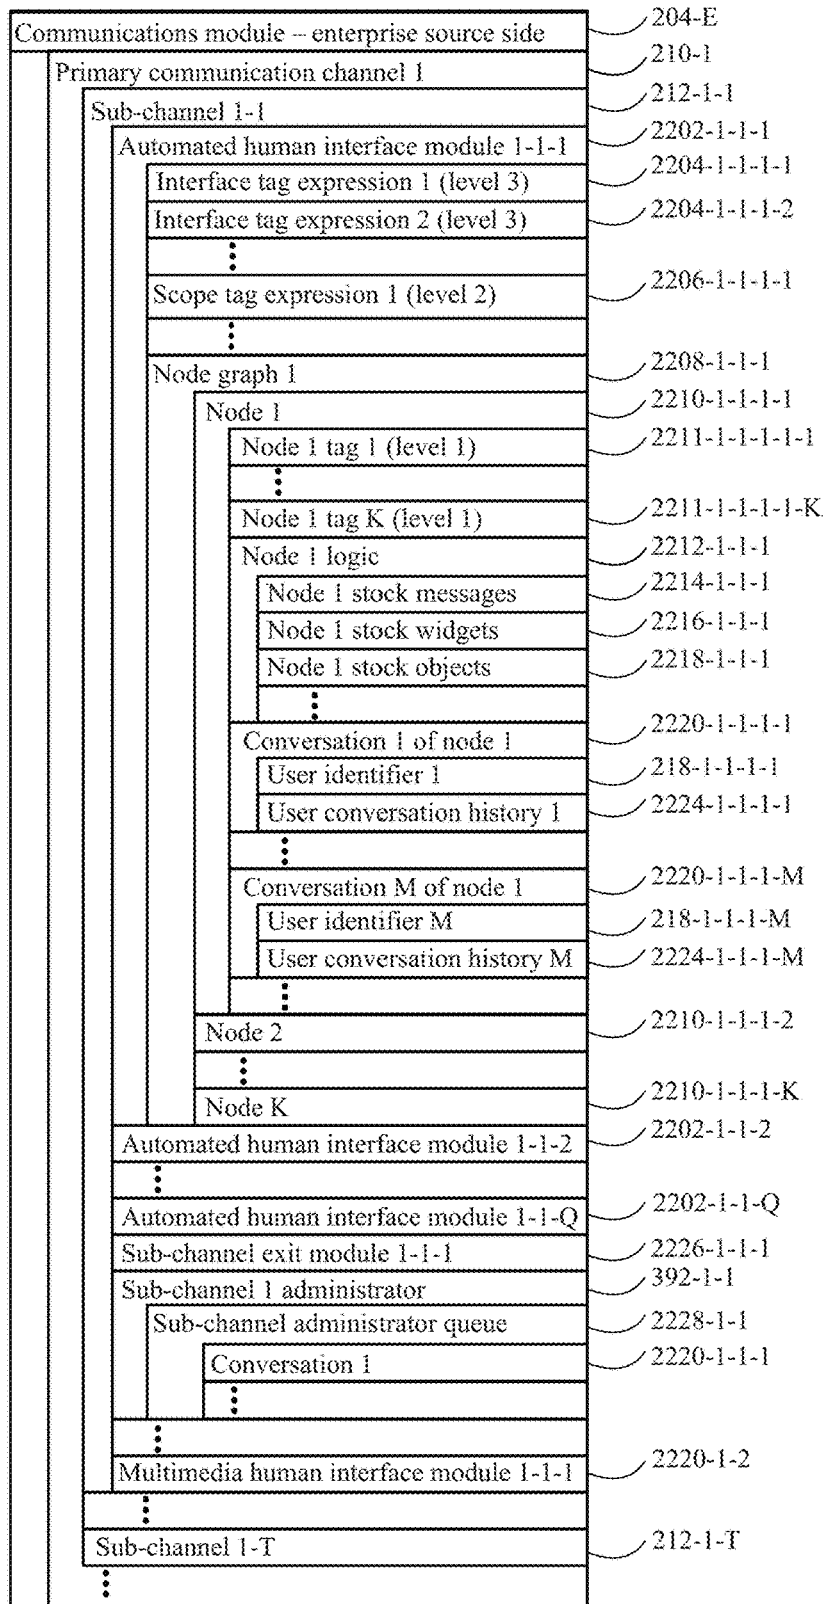 Communications module – enterprise source side 204-E
Primary communication channel 1 210-1
Sub-channel 1-1 212-1-1
Automated human interface module 1-1-1 2202-1-1-1
Interface tag expression 1 (level 3) 2204-1-1-1-1
Interface tag expression 2 (level 3) 2204-1-1-1-2
Scope tag expression 1 (level 2) 2206-1-1-1-1
Node graph 1 2208-1-1-1
Node 1 2210-1-1-1-1
Node 1 tag 1 (level 1) 2211-1-1-1-1-1
Node 1 tag K (level 1) 2211-1-1-1-1-K
Node 1 logic 2212-1-1-1
Node 1 stock messages 2214-1-1-1
Node 1 stock widgets 2216-1-1-1
Node 1 stock objects 2218-1-1-1
Conversation 1 of node 1 2220-1-1-1-1
User identifier 1 218-1-1-1-1
User conversation history 1 2224-1-1-1-1
Conversation M of node 1 2220-1-1-1-M
User identifier M 218-1-1-1-M
User conversation history M 2224-1-1-1-M
Node 2 2210-1-1-1-2
Node K 2210-1-1-1-K
Automated human interface module 1-1-2 2202-1-1-2
Automated human interface module 1-1-Q 2202-1-1-Q
Sub-channel exit module 1-1-1 2226-1-1-1
Sub-channel 1 administrator 392-1-1
Sub-channel administrator queue 2228-1-1
Conversation 1 2220-1-1-1
Multimedia human interface module 1-1-1 2220-1-2
Sub-channel 1-T 212-1-T